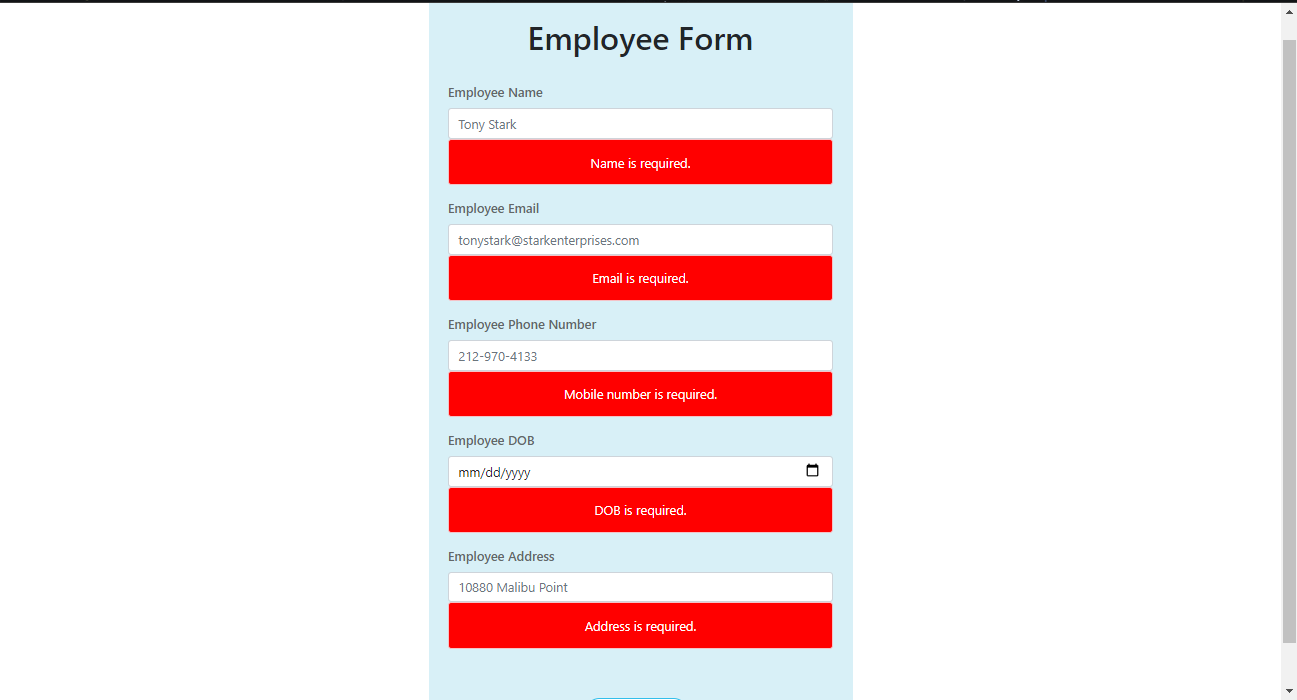 Employee Form
Employee Name
Tony Stark
Name is required.
Employee Email
tonystark@starkenterprises.com
Email is required.
Employee Phone Number
212-970-4133
Mobile number is required.
Employee DOB
mm/dd/yyyy
DOB is required.
Employee Address
10880 Malibu Point
Address is required.